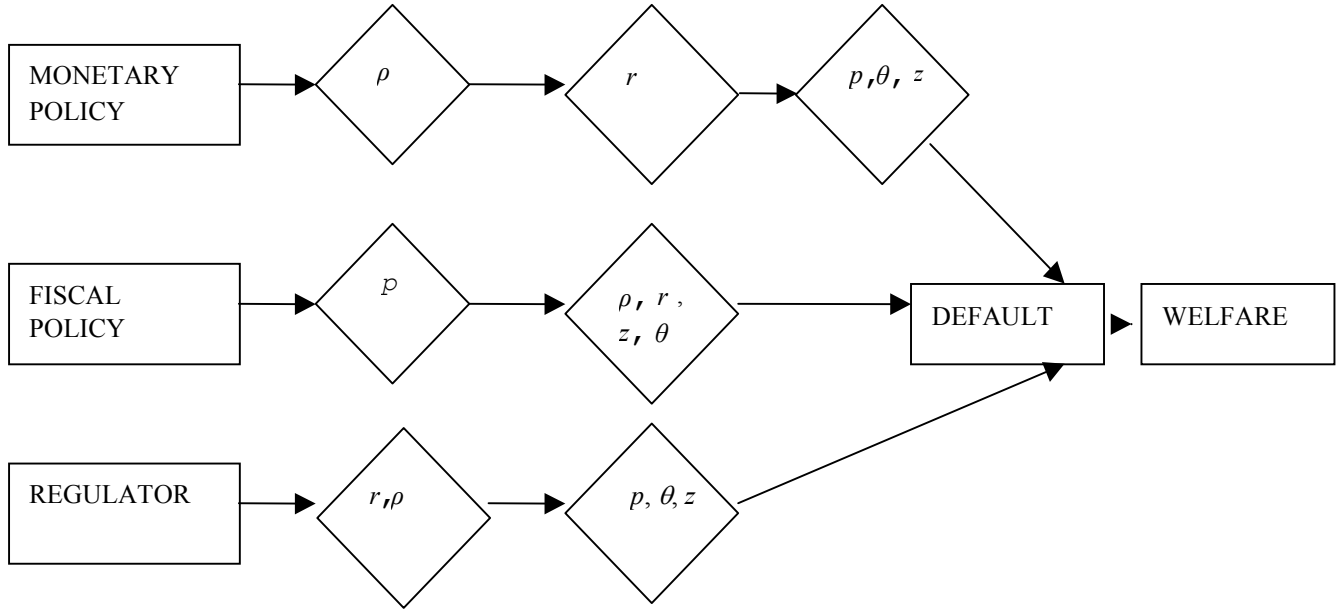 MONETARY
POLICY
ρ
r
p, θ, z
FISCAL
POLICY
p
ρ, r ,
z, θ
DEFAULT
WELFARE
REGULATOR
r,ρ
p, θ, z